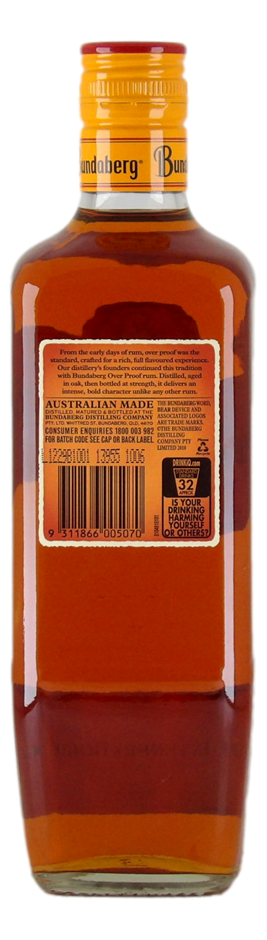 Bundaberg® Bund
From the early days of rum, over proof was the
standard, crafted for a rich, full flavoured experience.
Our distillery's founders continued this tradition
with Bundaberg Over Proof rum. Distilled, aged
in oak, then bottled at strength, it delivers an
intense, bold character unlike any other rum.
AUSTRALIAN MADE
DISTILLED, MATURED & BOTTLED AT THE
BUNDABERG DISTILLING COMPANY
PTY. LTD. WHITTRED ST, BUNDABERG, QLD. 4670
CONSUMER ENQUIRIES 1800 003 982
FOR BATCH CODE SEE CAP OR BACK LABEL
THE BUNDABERG WORD,
BEAR DEVICE AND
ASSOCIATED LOGOS
ARE TRADE MARKS.
©THE BUNDABERG
DISTILLING
COMPANY PTY
LIMITED 2010
Please
1006
DRINKiQ.com
32
APPROX
IS YOUR
DRINKING
HARMING
YOURSELF
OR OTHERS?
9 311866 005070